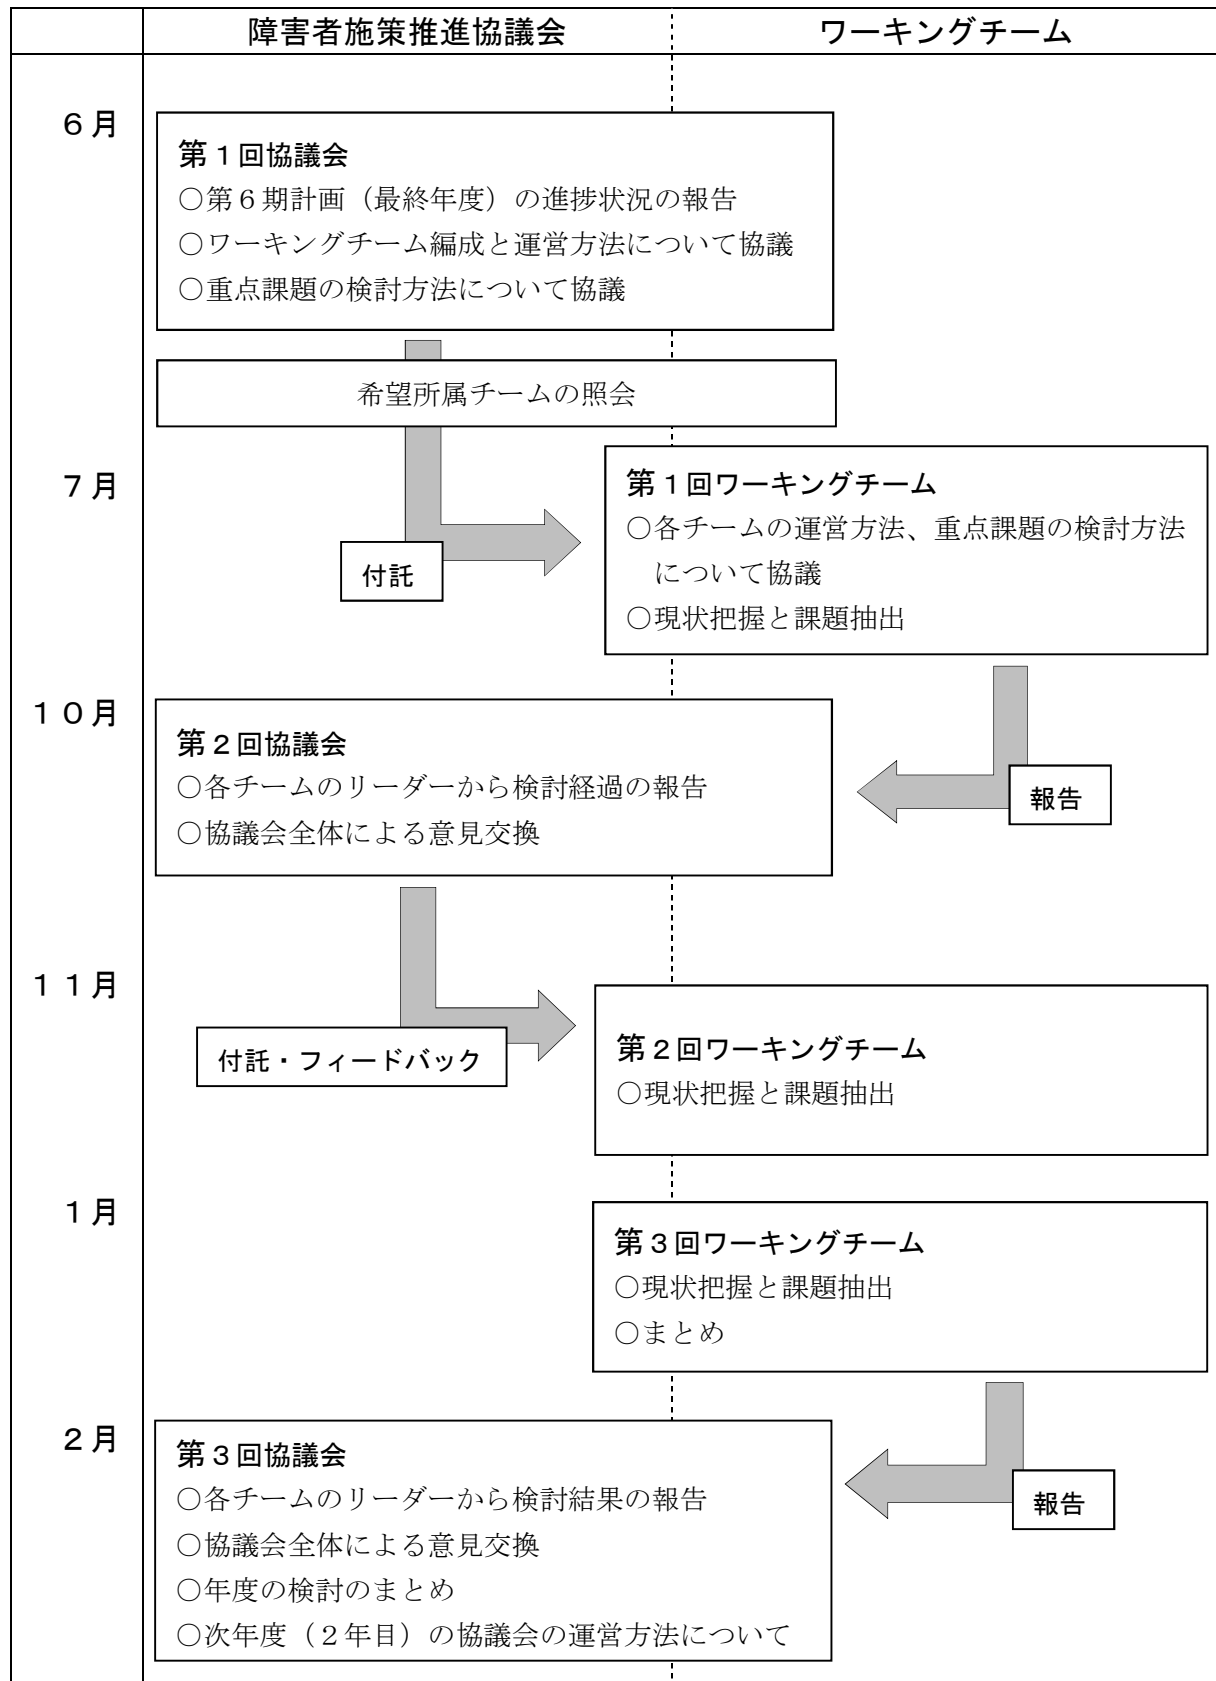 障害者施策推進協議会
ワーキングチーム
６月
第１回協議会
○第６期計画（最終年度）の進捗状況の報告
○ワーキングチーム編成と運営方法について協議
○重点課題の検討方法について協議
希望所属チームの照会
７月
第１回ワーキングチーム
○各チームの運営方法、重点課題の検討方法
について協議
○現状把握と課題抽出
付託
１０月
第２回協議会
○各チームのリーダーから検討経過の報告
○協議会全体による意見交換
報告
１１月
付託・フィードバック
第２回ワーキングチーム
○現状把握と課題抽出
１月
第３回ワーキングチーム
○現状把握と課題抽出
○まとめ
２月
第３回協議会
○各チームのリーダーから検討結果の報告
○協議会全体による意見交換
○年度の検討のまとめ
○次年度（２年目）の協議会の運営方法について
報告